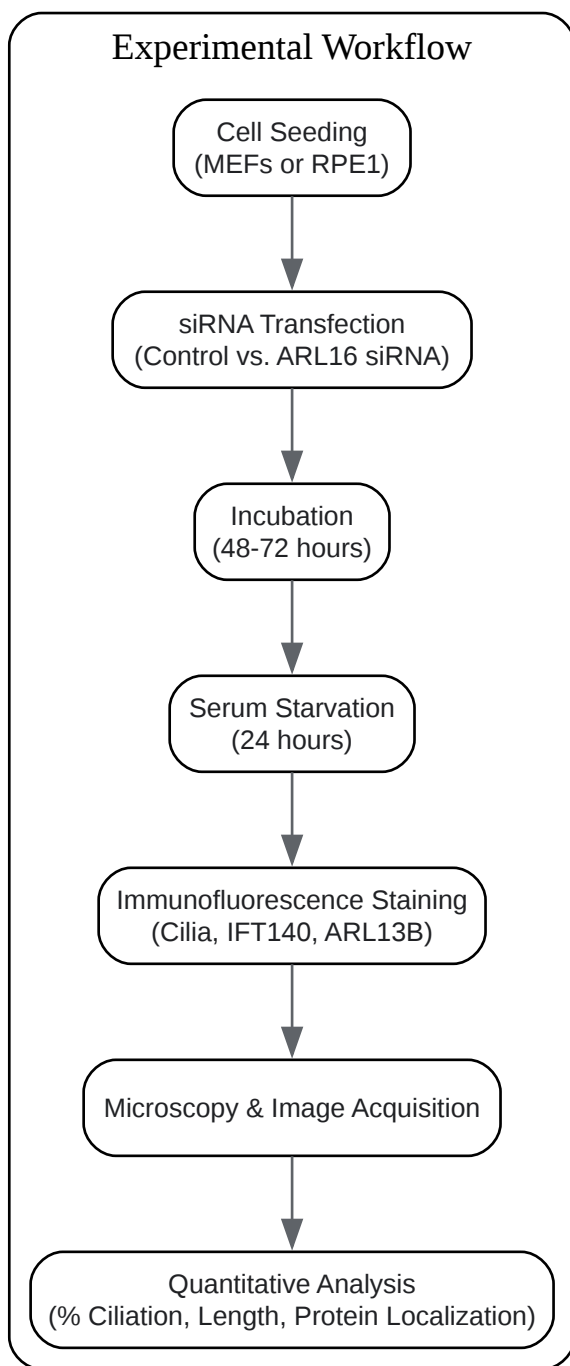 Experimental Workflow
Cell Seeding
(MEFs or RPE1)
siRNA Transfection
(Control vs. ARL16 siRNA)
Incubation
(48-72 hours)
Serum Starvation
(24 hours)
Immunofluorescence Staining
(Cilia, IFT140, ARL13B)
Microscopy & Image Acquisition
Quantitative Analysis
(% Ciliation, Length, Protein Localization)